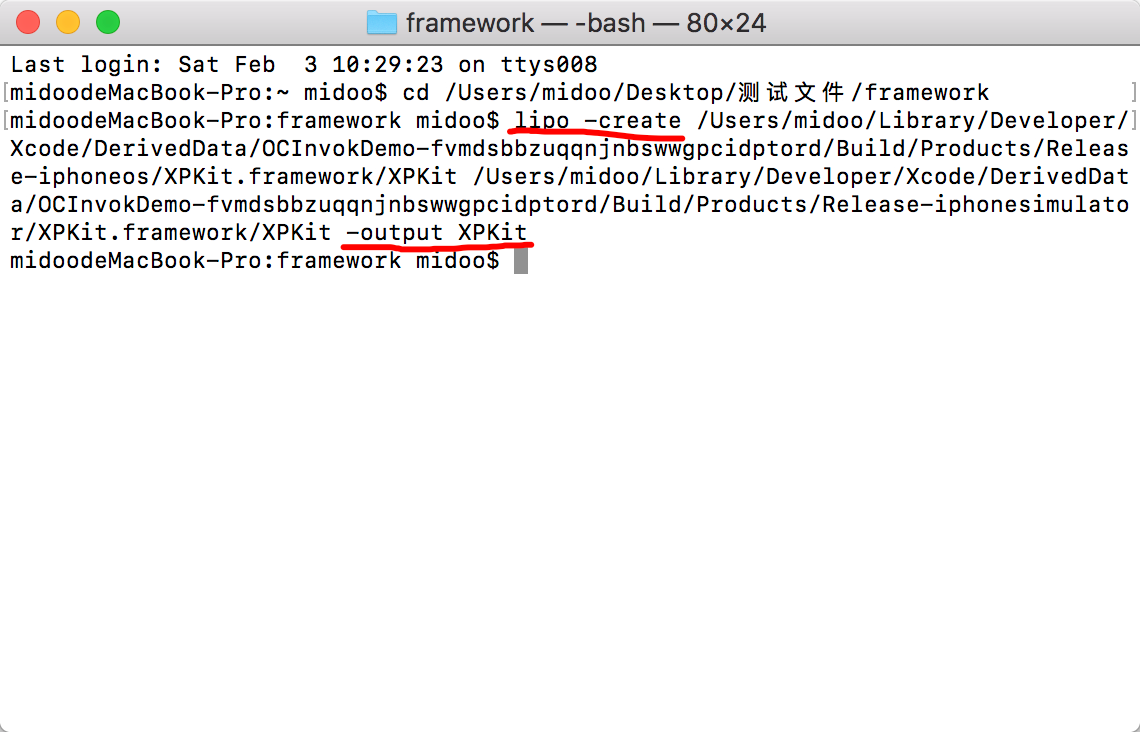 framework — -bash — 80×24
Last login: Sat Feb  3 10:29:23 on ttys008
[midoodeMacBook-Pro:~ midoo$ cd /Users/midoo/Desktop/测试文件/framework ]
[midoodeMacBook-Pro:framework midoo$ lipo -create /Users/midoo/Library/Developer/]
Xcode/DerivedData/OCInvokDemo-fvmdsbbzuqqnjnbswwgpcidptord/Build/Products/Releas
e-iphoneos/XPKit.framework/XPKit /Users/midoo/Library/Developer/Xcode/DerivedDat
a/OCInvokDemo-fvmdsbbzuqqnjnbswwgpcidptord/Build/Products/Release-iphonesimulato
r/XPKit.framework/XPKit -output XPKit
midoodeMacBook-Pro:framework midoo$